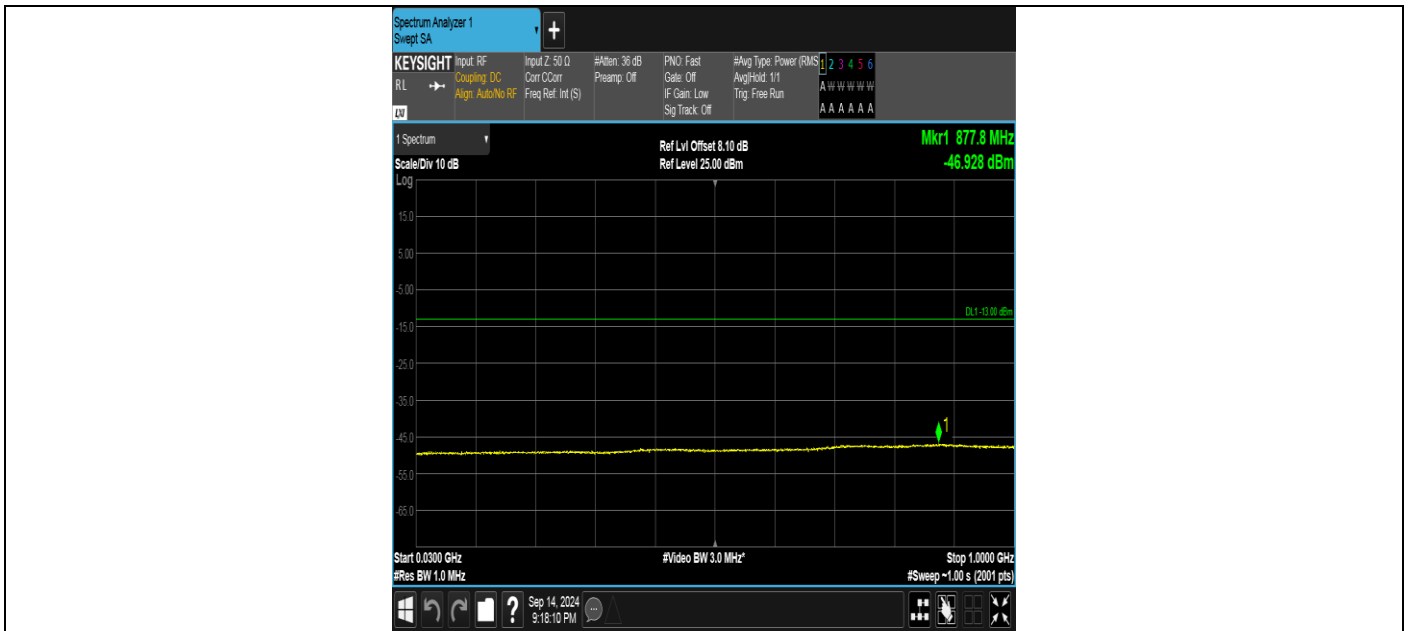 Spectrum Analyzer 1
Swept SA
+
KEYSIGHT Input: RF Input Z: 50 Ω #Atten: 36 dB PNO: Fast #Avg Type: Power (RMS 1 2 3 4 5 6
RL Coupling: DC Corr CCorr Preamp: Off Gate: Off Avg|Hold: 1/1 A W W W W W
Align: Auto/No RF Freq Ref: Int (S) IF Gain: Low Trig: Free Run
LXI Sig Track: Off A A A A A A
1 Spectrum Ref Lvl Offset 8.10 dB Mkr1 877.8 MHz
Scale/Div 10 dB Ref Level 25.00 dBm -46.928 dBm
Log
15.0
5.00
-5.00
DL1 -13.00 dBm
-15.0
-25.0
-35.0
1
-45.0
-55.0
-65.0
Start 0.0300 GHz #Video BW 3.0 MHz* Stop 1.0000 GHz
#Res BW 1.0 MHz #Sweep ~1.00 s (2001 pts)
? Sep 14, 2024
9:18:10 PM